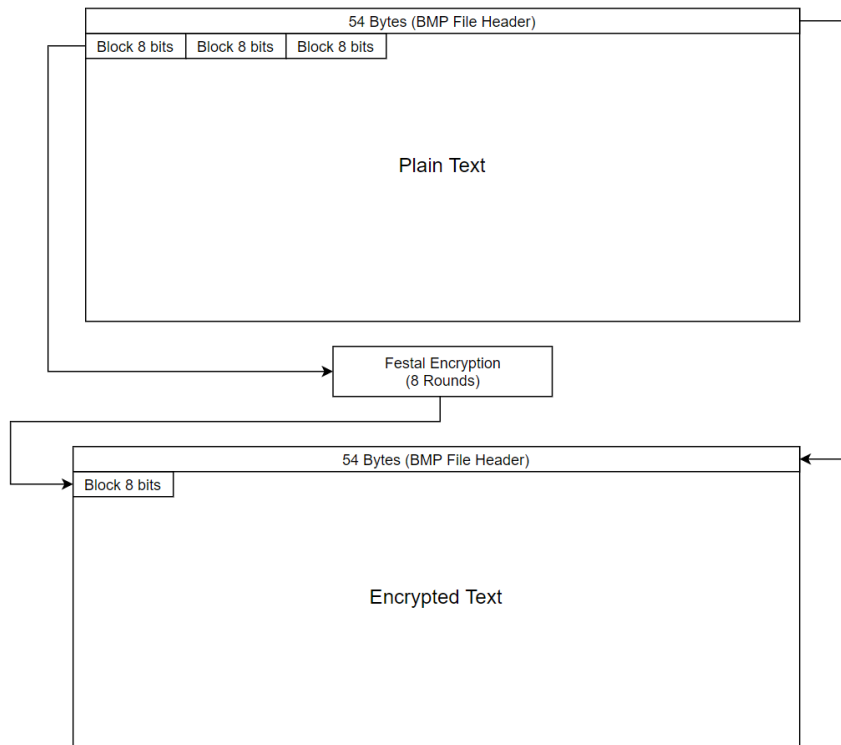 54 Bytes (BMP File Header)
Block 8 bits Block 8 bits Block 8 bits
Plain Text
Festal Encryption
(8 Rounds)
54 Bytes (BMP File Header)
Block 8 bits
Encrypted Text